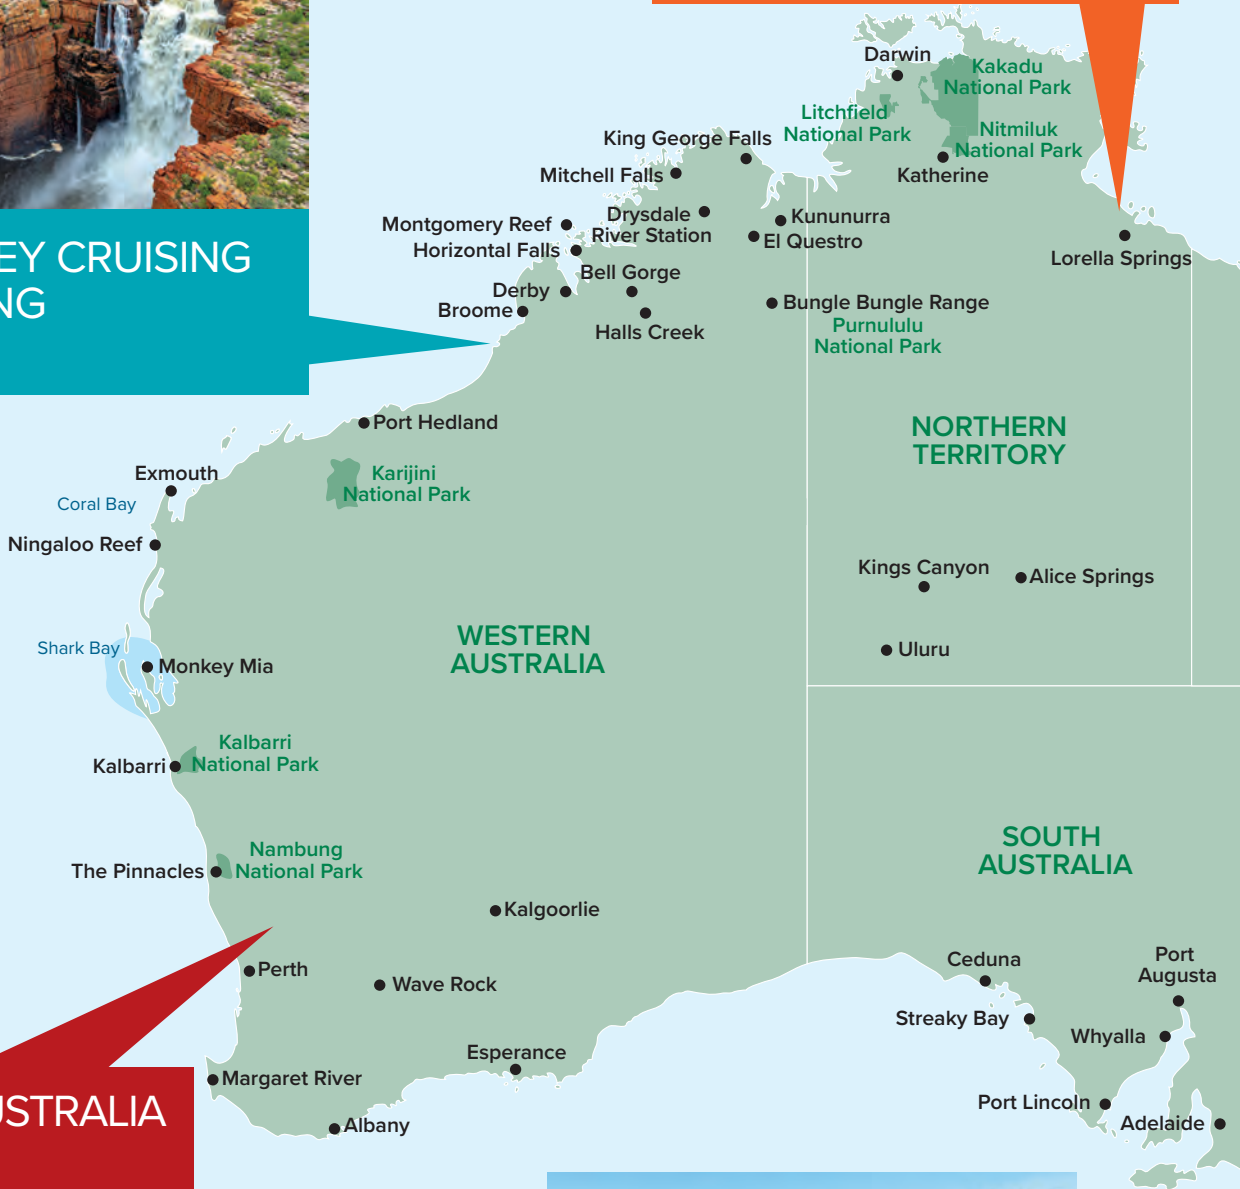 EY CRUISING
NG
USTRALIA
Darwin
Kakadu
National Park
Litchfield
National Park
Nitmiluk
National Park
Katherine
King George Falls
Mitchell Falls
Drysdale
River Station
Kununurra
El Questro
Montgomery Reef
Horizontal Falls
Bell Gorge
Derby
Broome
Halls Creek
Bungle Bungle Range
Purnululu
National Park
Lorella Springs
Port Hedland
Karijini
National Park
Exmouth
Coral Bay
Ningaloo Reef
NORTHERN
TERRITORY
Kings Canyon
Alice Springs
Uluru
WESTERN
AUSTRALIA
Shark Bay
Monkey Mia
Kalbarri
Kalbarri
National Park
The Pinnacles
Nambung
National Park
SOUTH
AUSTRALIA
Kalgoorlie
Perth
Wave Rock
Esperance
Margaret River
Albany
Ceduna
Port
Augusta
Streaky Bay
Whyalla
Port Lincoln
Adelaide